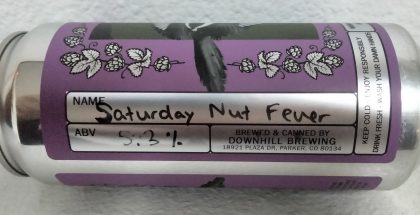 NAME Saturday Nut Fever
ABV 5.3%
BREWED & CANNED BY
DOWNHILL BREWING
18921 PLAZA DR, PARKER, CO 80134
KEEP COLD · ENJOY RESPONSIBLY
DRINK FRESH · WASH YOUR DAMN HANDS